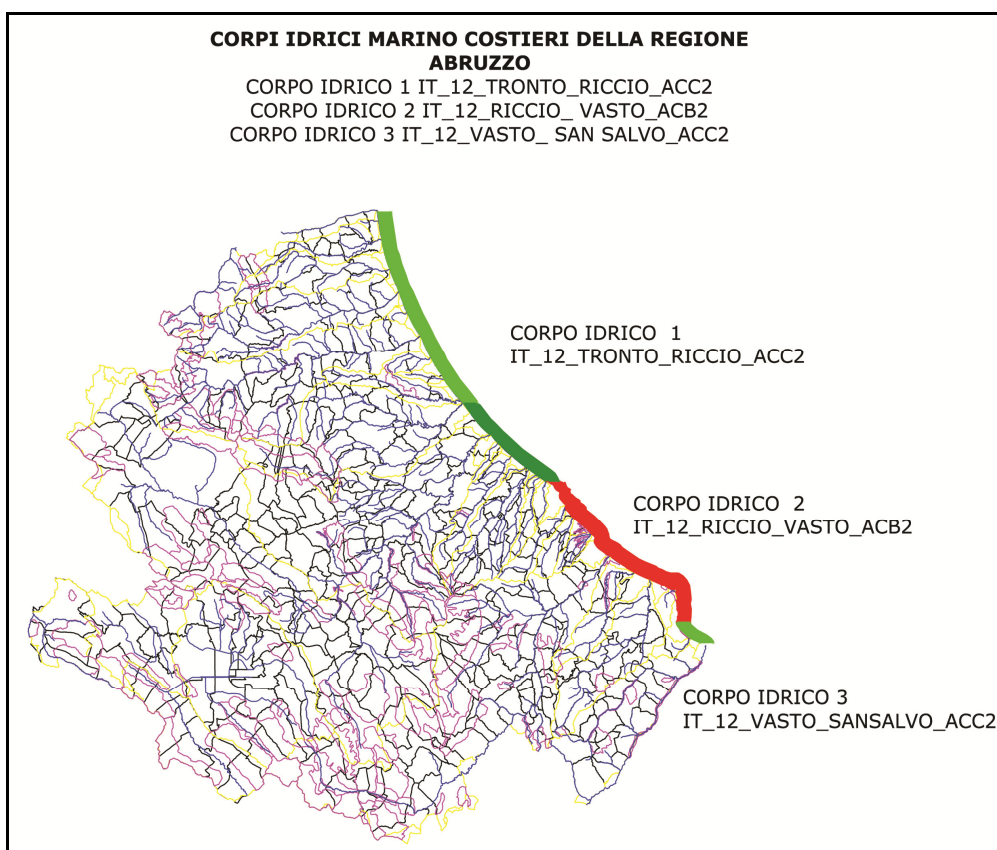 CORPI IDRICI MARINO COSTIERI DELLA REGIONE
ABRUZZO
CORPO IDRICO 1 IT_12_TRONTO_RICCIO_ACC2
CORPO IDRICO 2 IT_12_RICCIO_ VASTO_ACB2
CORPO IDRICO 3 IT_12_VASTO_ SAN SALVO_ACC2
CORPO IDRICO 1
IT_12_TRONTO_RICCIO_ACC2
CORPO IDRICO 2
IT_12_RICCIO_VASTO_ACB2
CORPO IDRICO 3
IT_12_VASTO_SANSALVO_ACC2